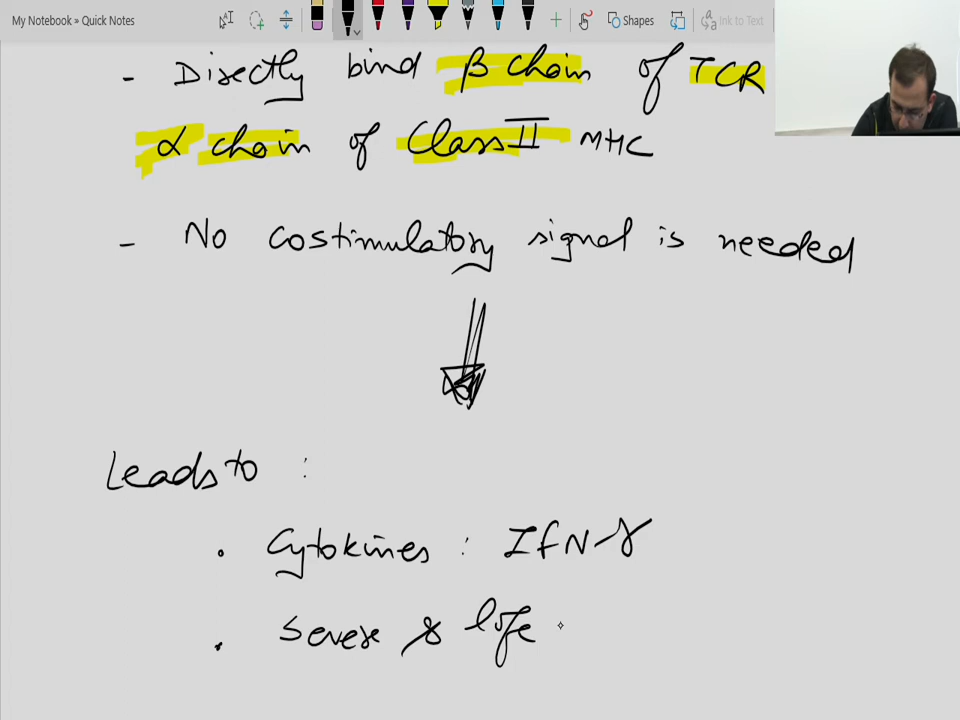 My Notebook » Quick Notes
Shapes
Ink to Text
- Directly bind β chain of TCR
α chain of Class II MHC
- No costimulatory signal is needed
Leads to :
. Cytokines : IFN-γ
. Severe & life